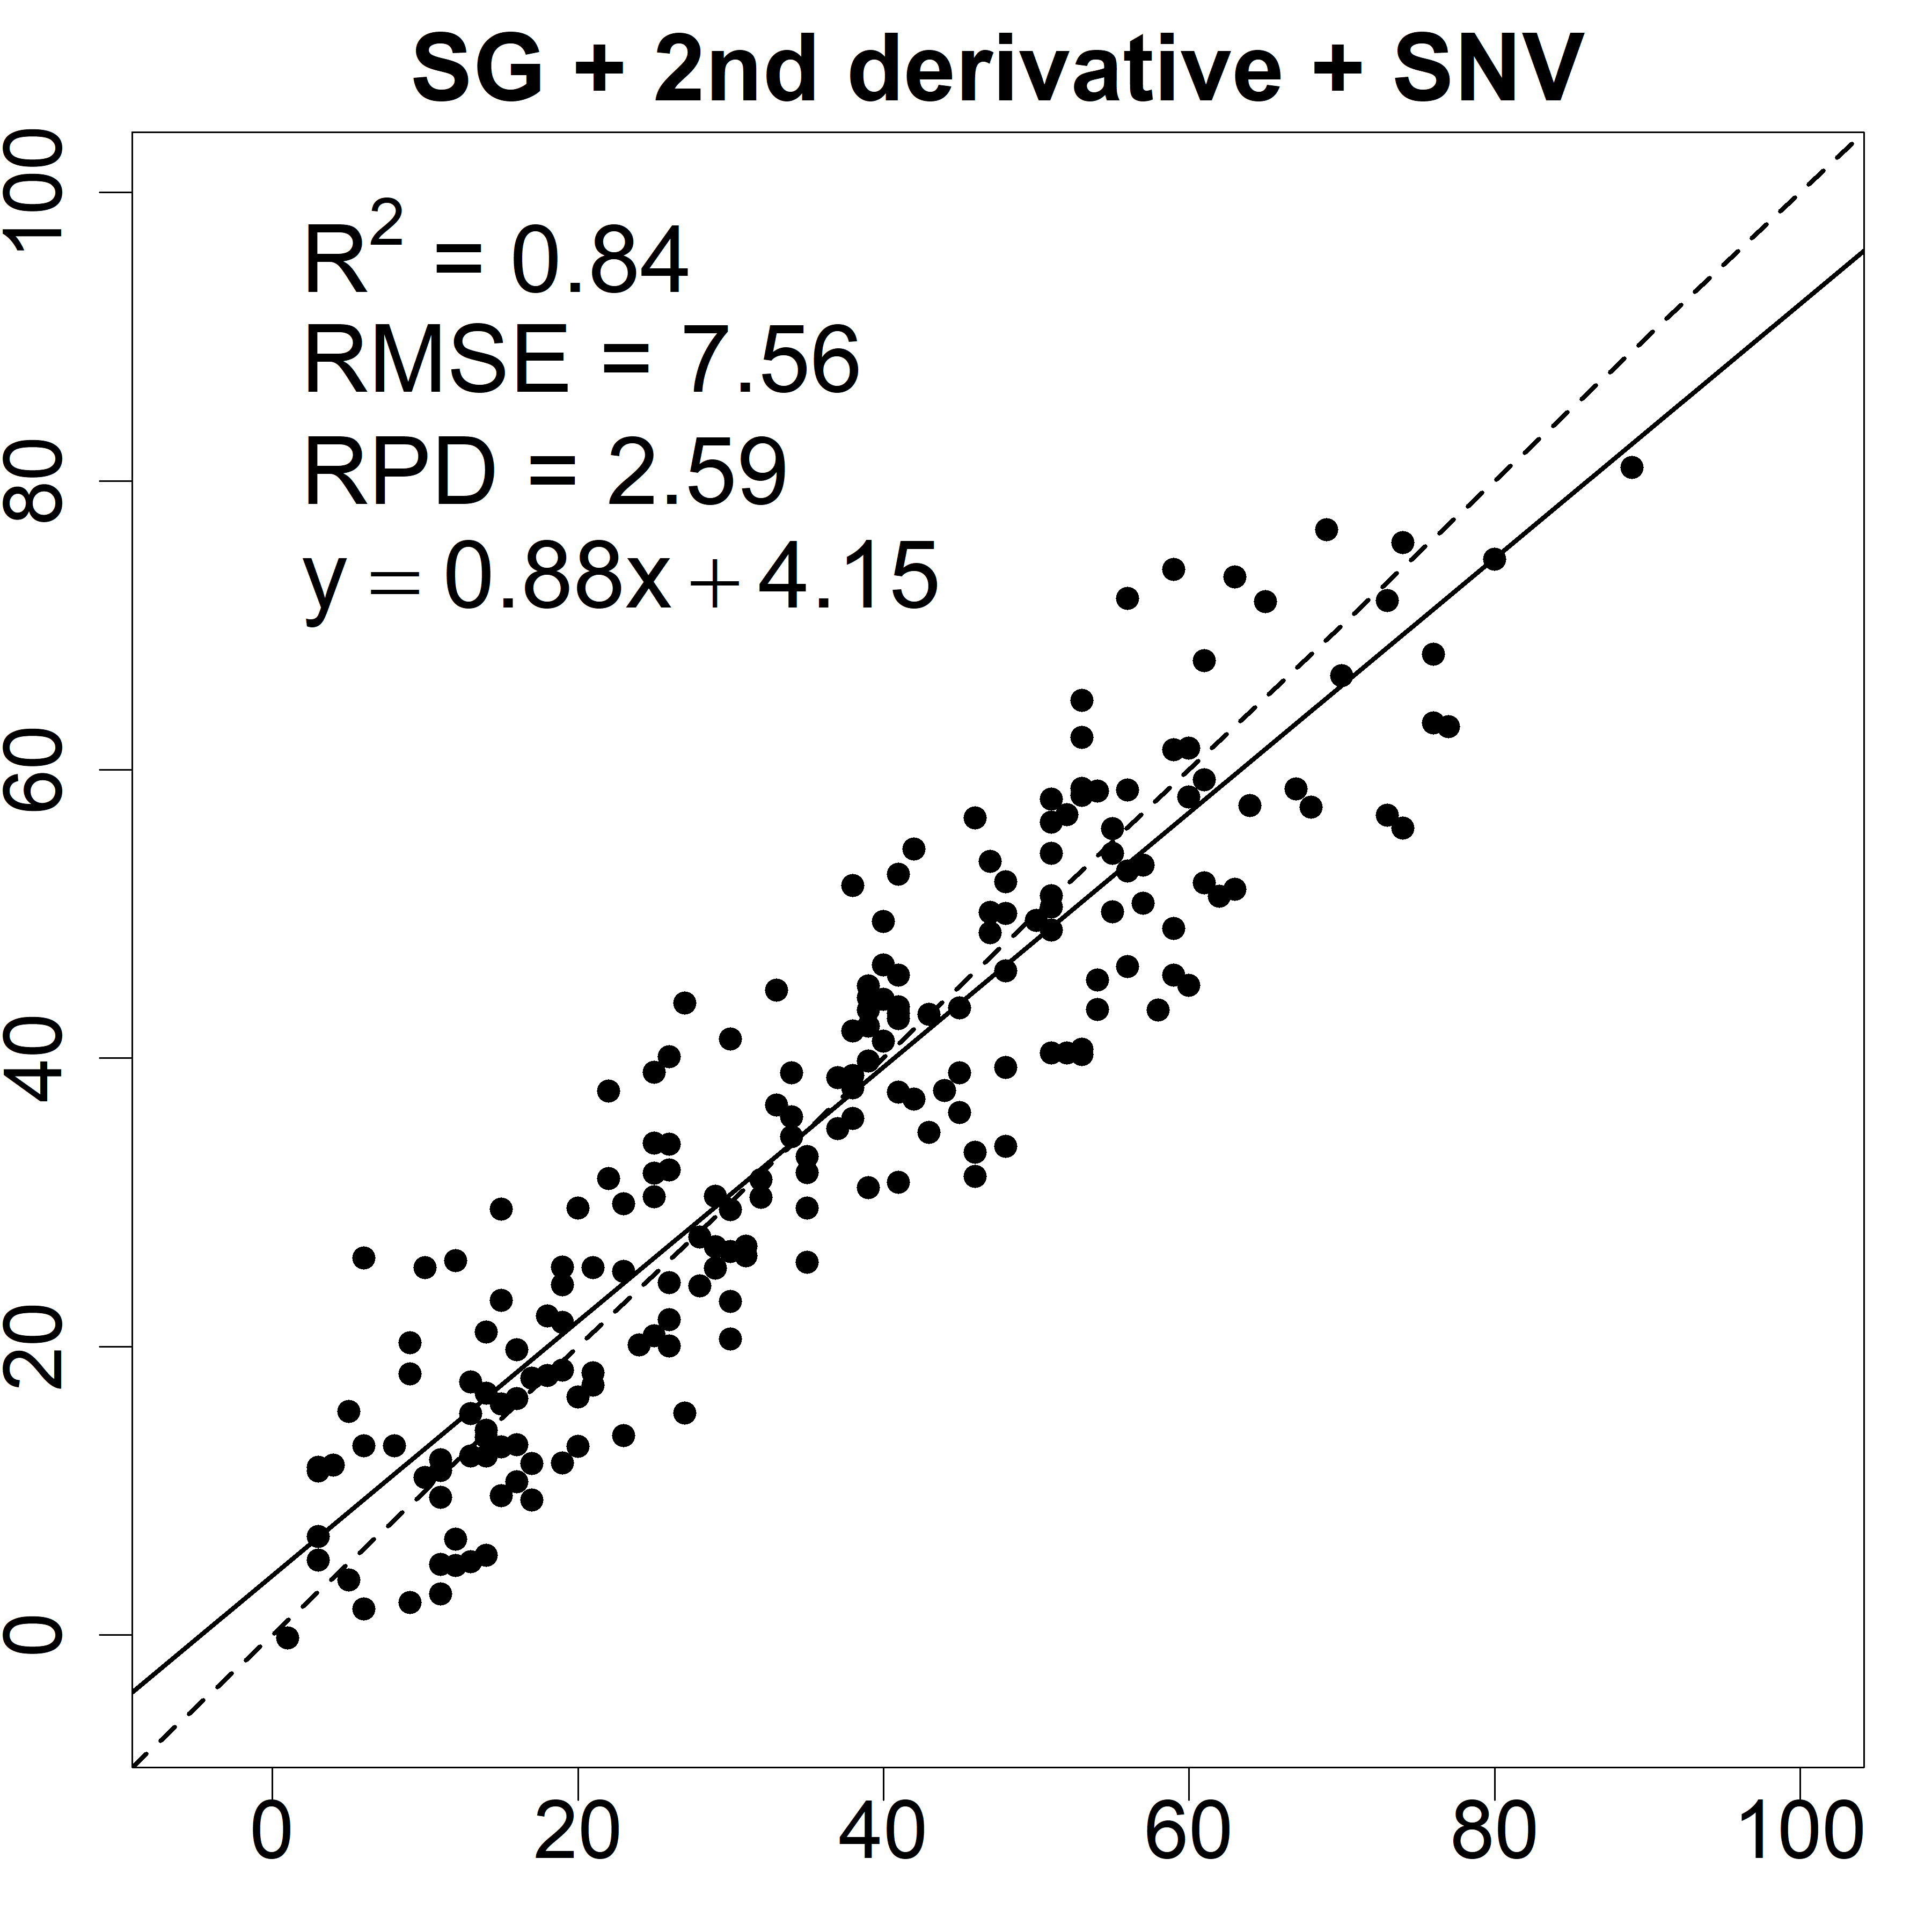 SG + 2nd derivative + SNV
R² = 0.84
RMSE = 7.56
RPD = 2.59
y = 0.88x + 4.15
100
80
60
40
20
0
0 20 40 60 80 100